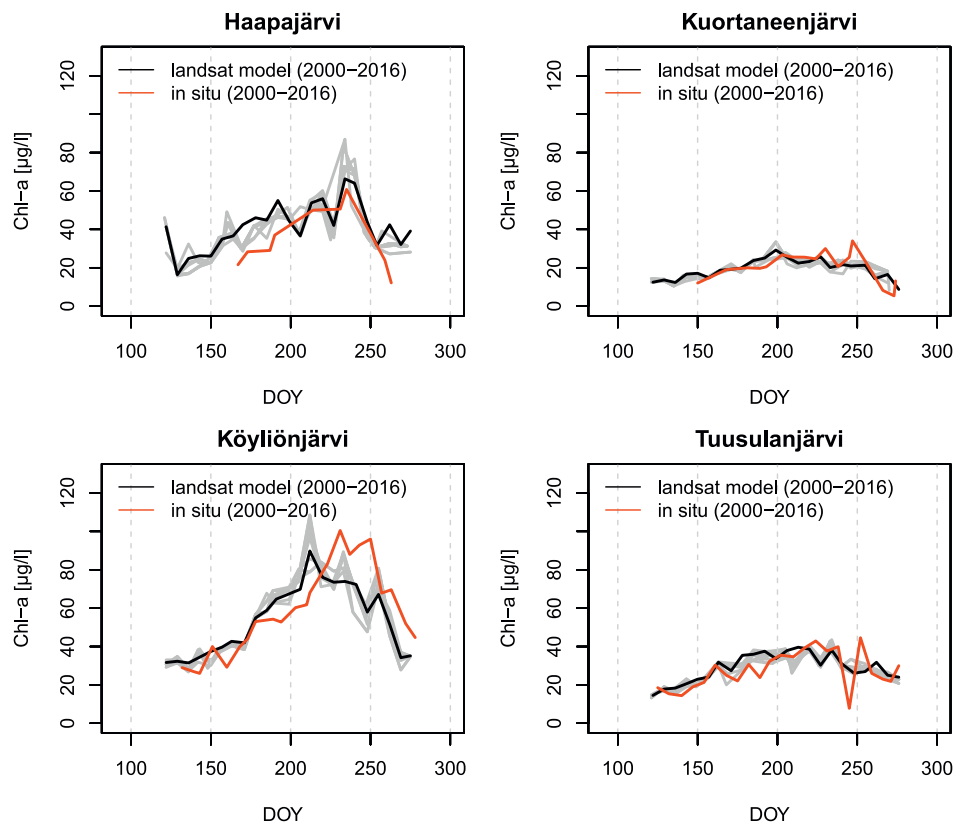 Haapajärvi
Chl−a [µg/l]
0 20 40 60 80 120
landsat model (2000−2016)
in situ (2000−2016)
100 150 200 250 300
DOY
Kuortaneenjärvi
Chl−a [µg/l]
0 20 40 60 80 120
landsat model (2000−2016)
in situ (2000−2016)
100 150 200 250 300
DOY
Köyliönjärvi
Chl−a [µg/l]
0 20 40 60 80 120
landsat model (2000−2016)
in situ (2000−2016)
100 150 200 250 300
DOY
Tuusulanjärvi
Chl−a [µg/l]
0 20 40 60 80 120
landsat model (2000−2016)
in situ (2000−2016)
100 150 200 250 300
DOY